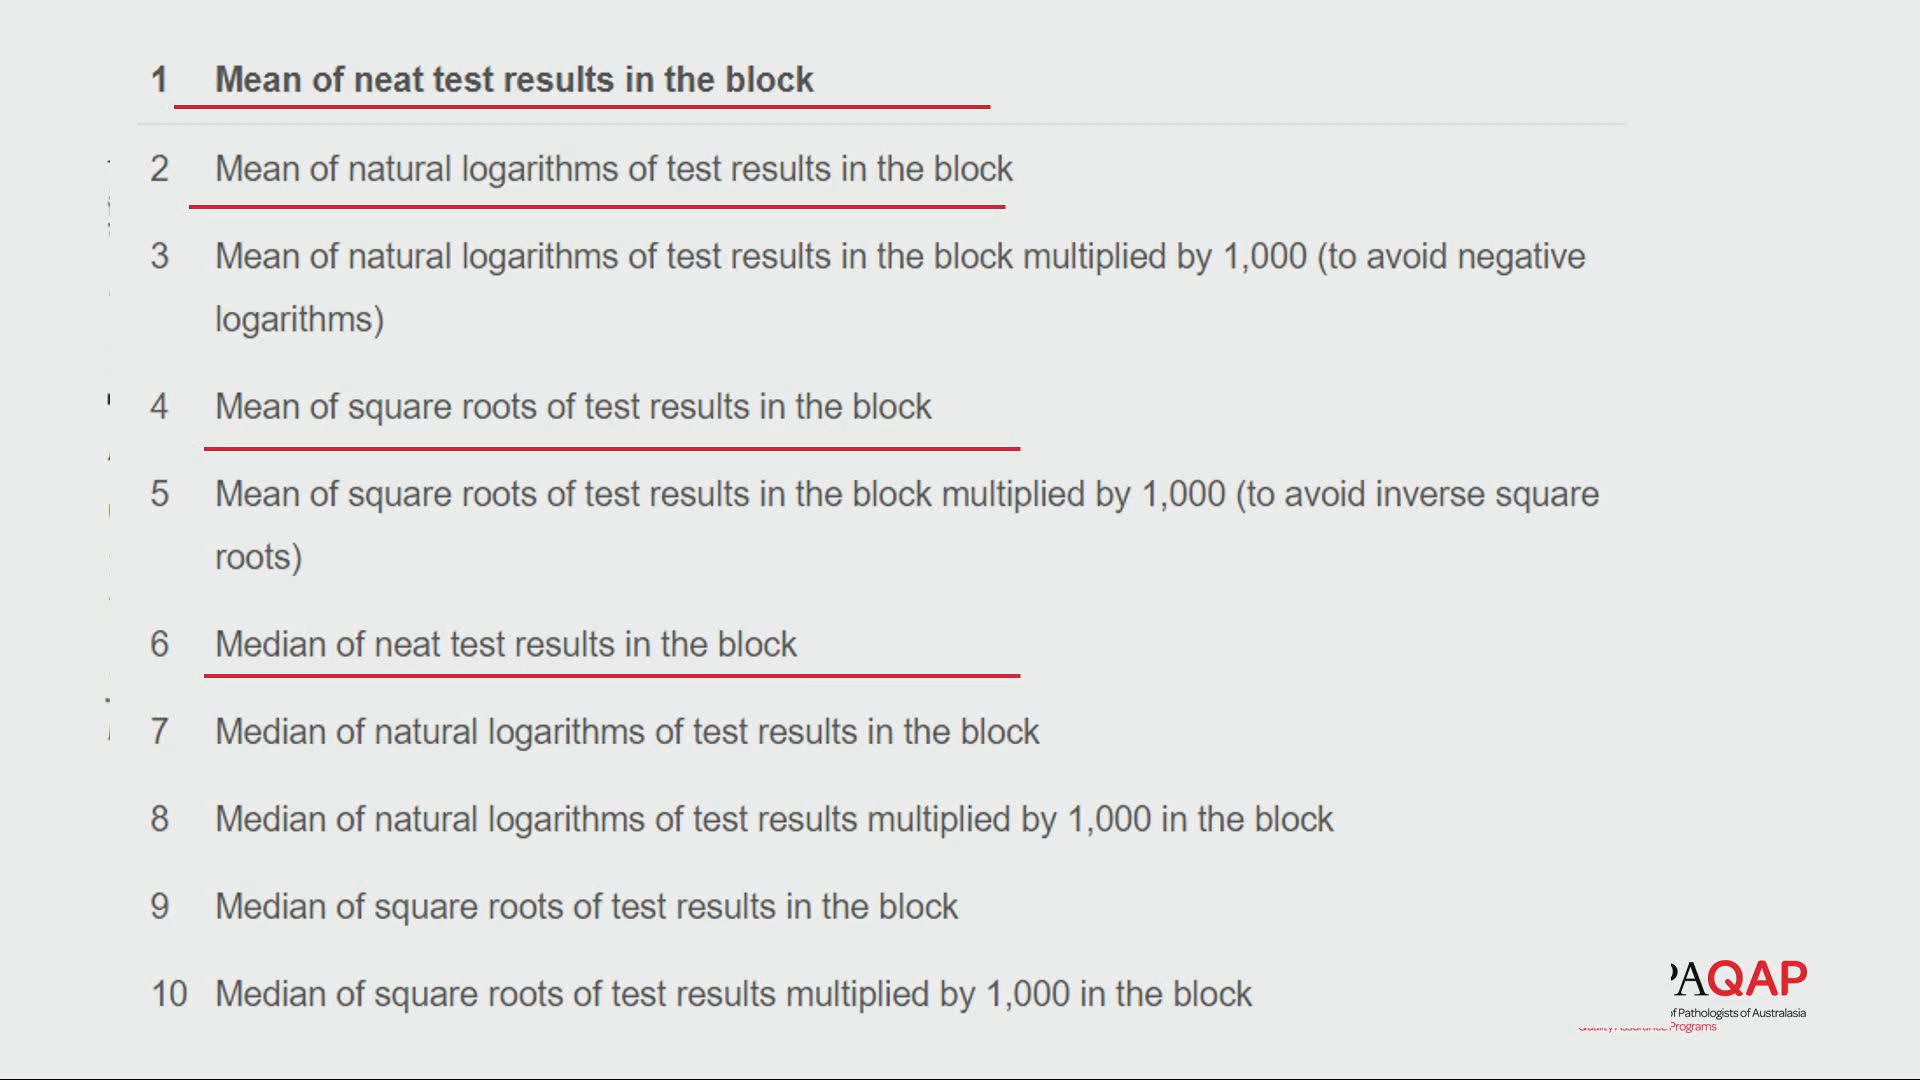 1 Mean of neat test results in the block
2 Mean of natural logarithms of test results in the block
3 Mean of natural logarithms of test results in the block multiplied by 1,000 (to avoid negative
logarithms)
4 Mean of square roots of test results in the block
5 Mean of square roots of test results in the block multiplied by 1,000 (to avoid inverse square
roots)
6 Median of neat test results in the block
7 Median of natural logarithms of test results in the block
8 Median of natural logarithms of test results multiplied by 1,000 in the block
9 Median of square roots of test results in the block
10 Median of square roots of test results multiplied by 1,000 in the block
PAQAP
of Pathologists of Australasia
Programs